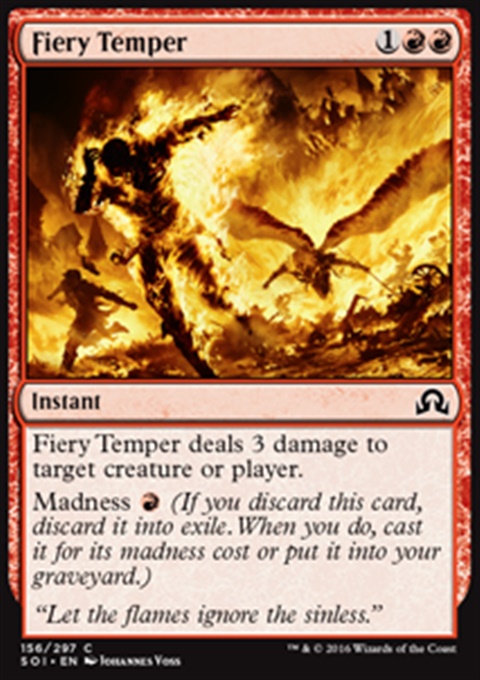 Fiery Temper 1
Instant
Fiery Temper deals 3 damage to
target creature or player.
Madness (If you discard this card,
discard it into exile. When you do, cast
it for its madness cost or put it into your
graveyard.)
"Let the flames ignore the sinless."
156/297 C
SOI • EN Johannes Voss
™ & © 2016 Wizards of the Coast